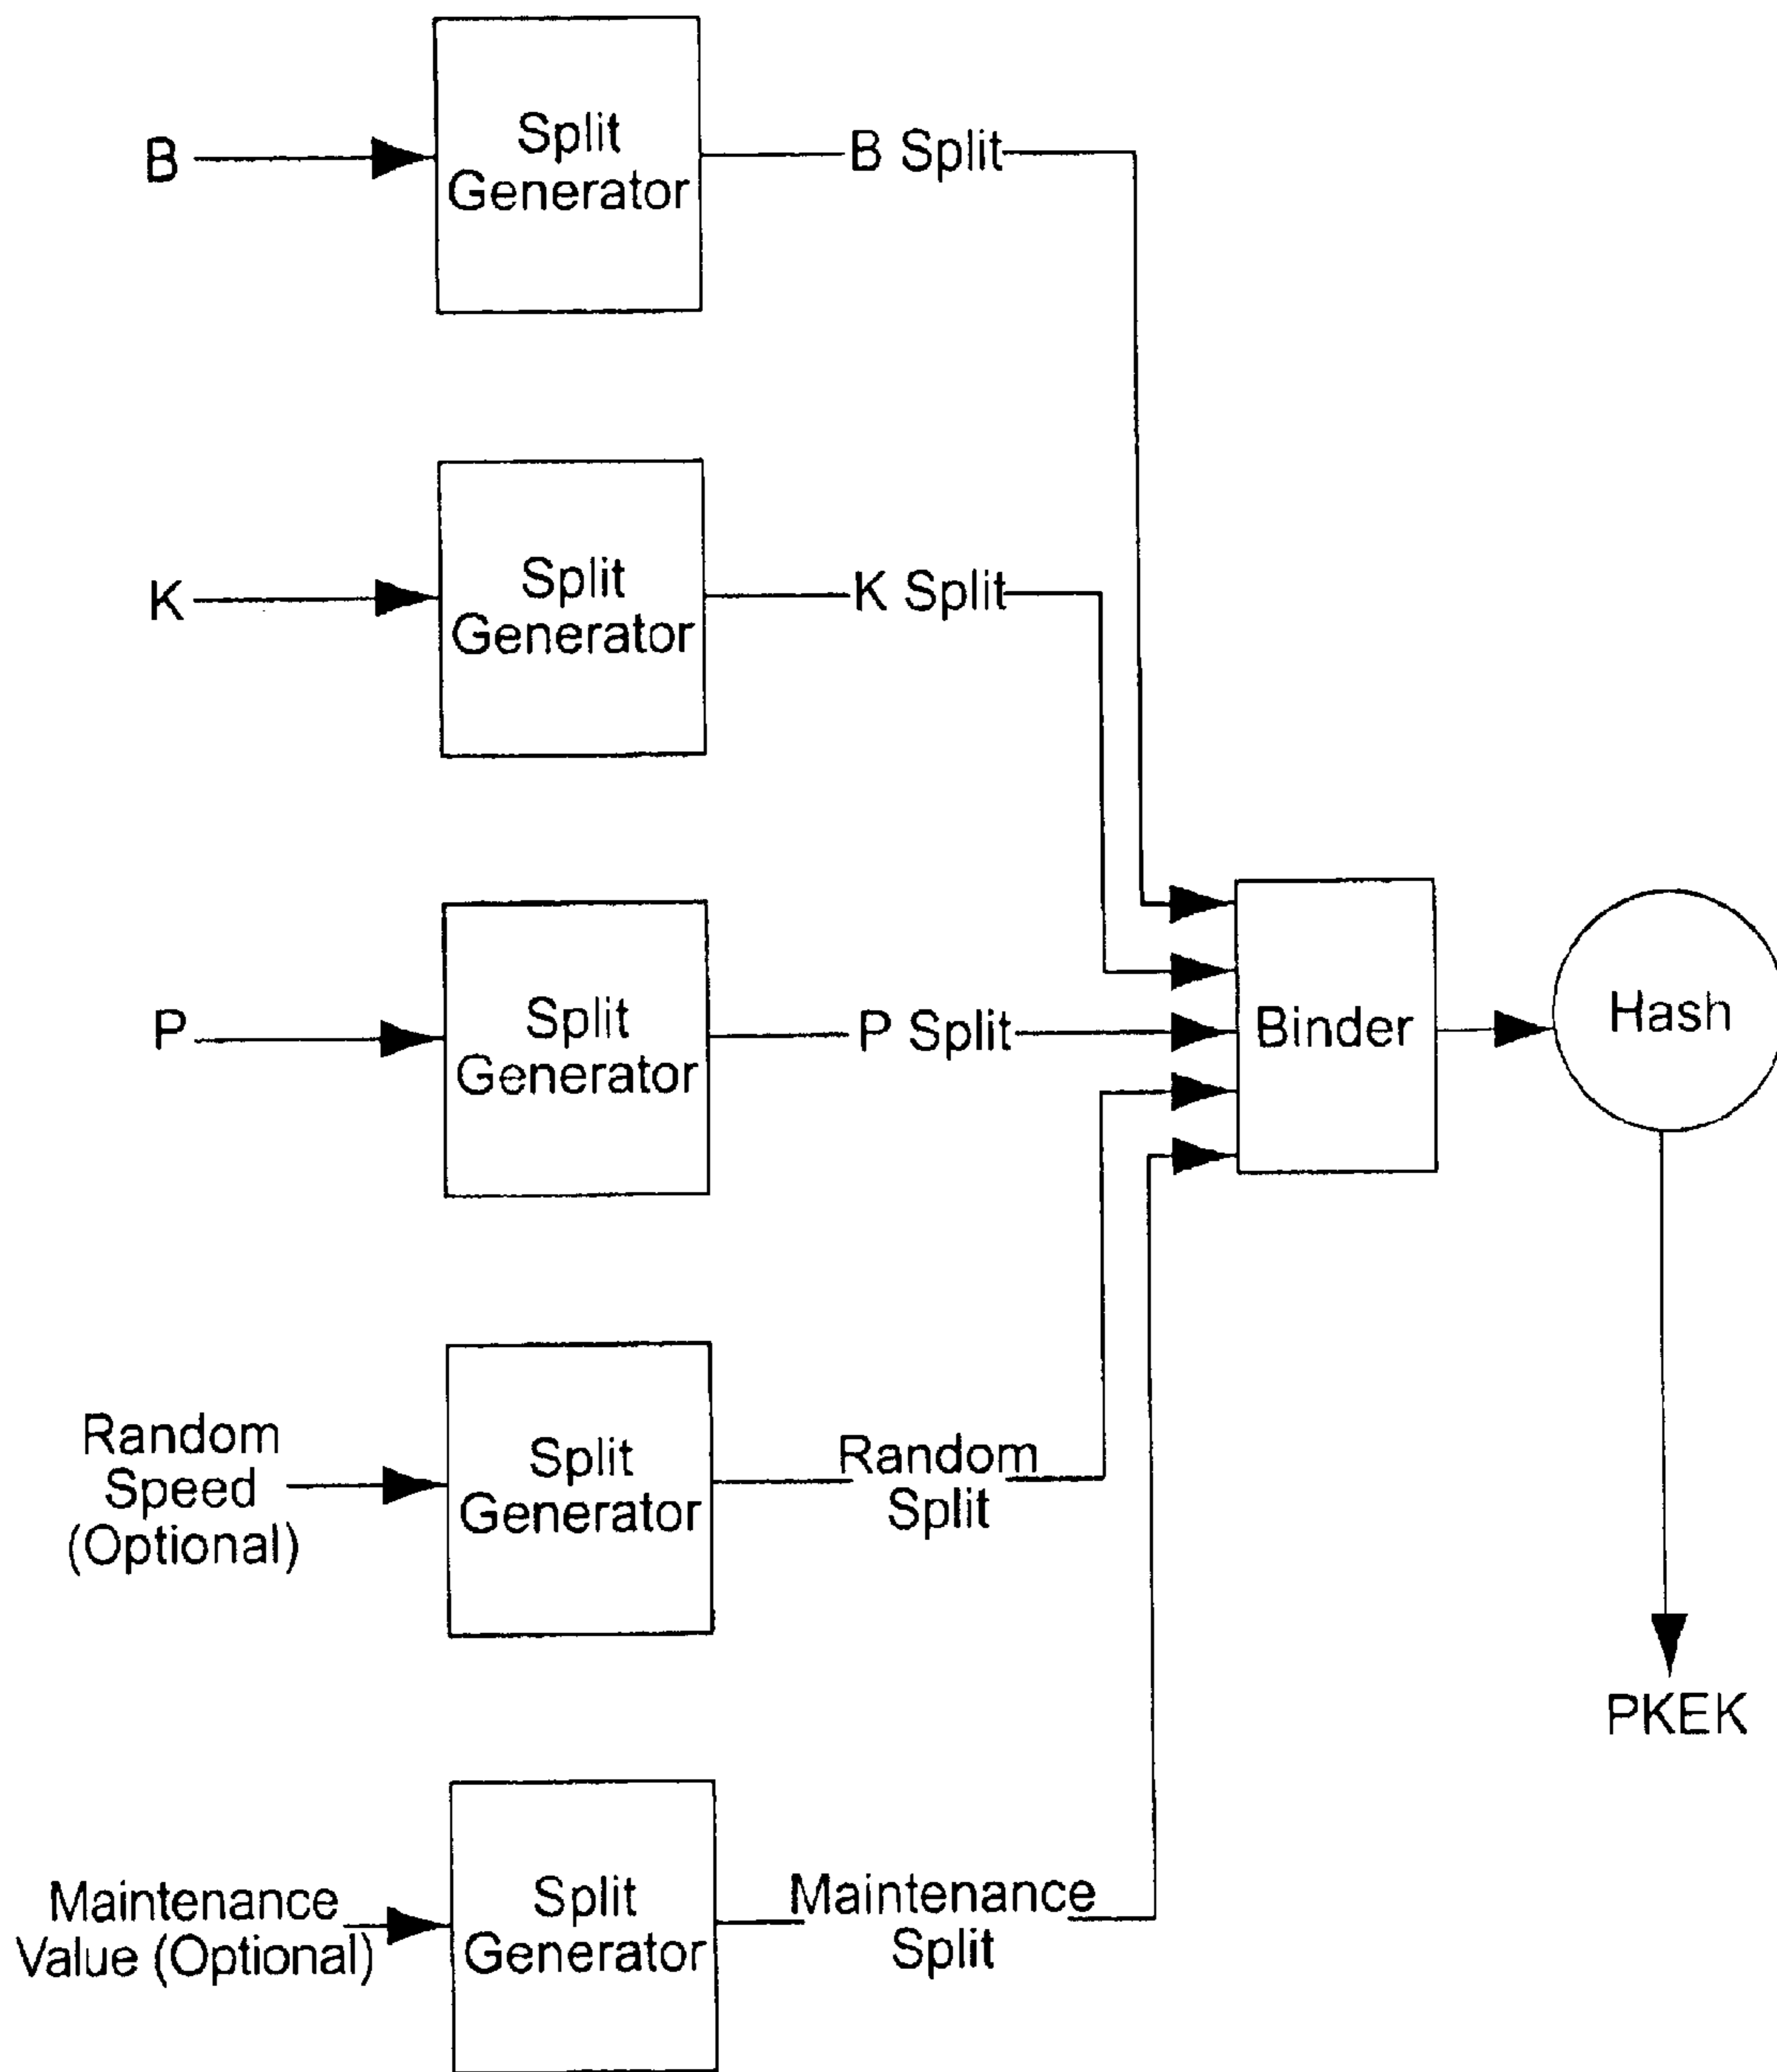 B
Split
Generator
B Split
K
Split
Generator
K Split
P
Split
Generator
P Split
Binder
Hash
Random
Speed
(Optional)
Split
Generator
Random
Split
PKEK
Maintenance
Value (Optional)
Split
Generator
Maintenance
Split